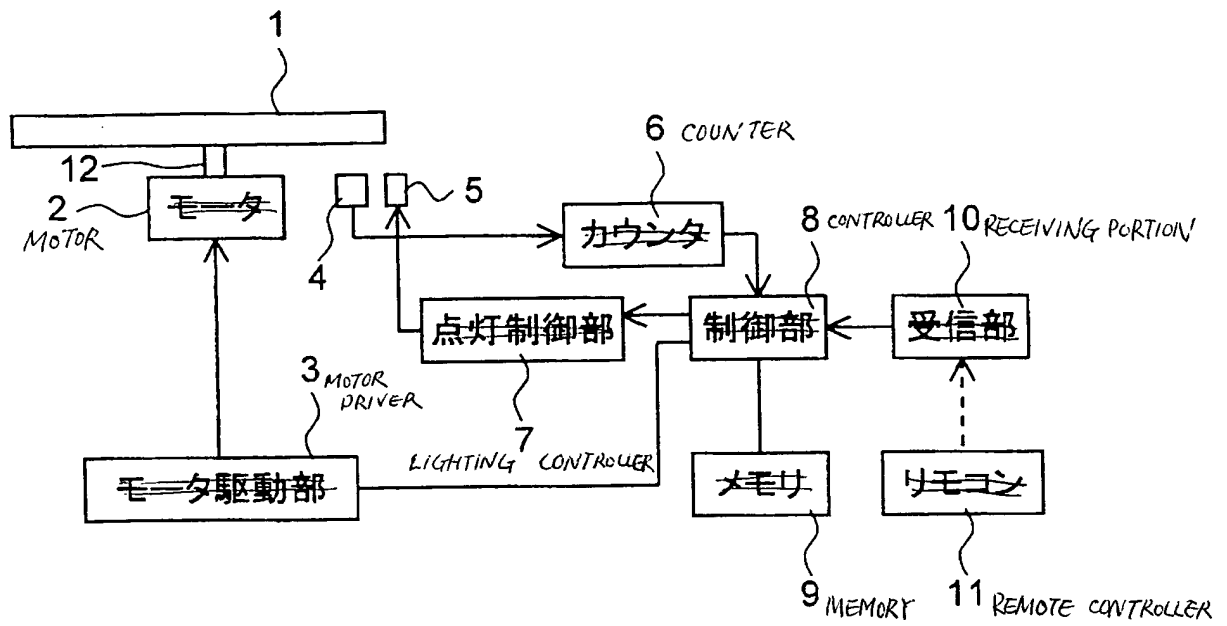 1
12
モータ
2
MOTOR
4
5
6 COUNTER
カウンタ
8 CONTROLLER
10 RECEIVING PORTION
点灯制御部
制御部
受信部
3 MOTOR
DRIVER
7
LIGHTING CONTROLLER
モータ駆動部
メモリ
リモコン
9 MEMORY
11 REMOTE CONTROLLER